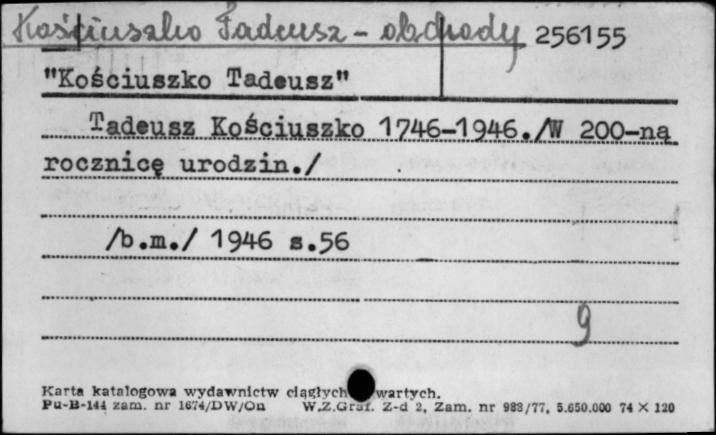 Kościuszko Tadeusz - obchody 256155
"Kościuszko Tadeusz"
Tadeusz Kościuszko 1746-1946./W 200-ną
rocznicę urodzin./
/b.m./ 1946 s.56
9
Karta katalogowa wydawnictw ciągłych wartych.
Pu-B-144 zam. nr 1674/DW/On W.Z.Graf. Z-d 2, Zam. nr 983/77, 5.650.000 74 X 120